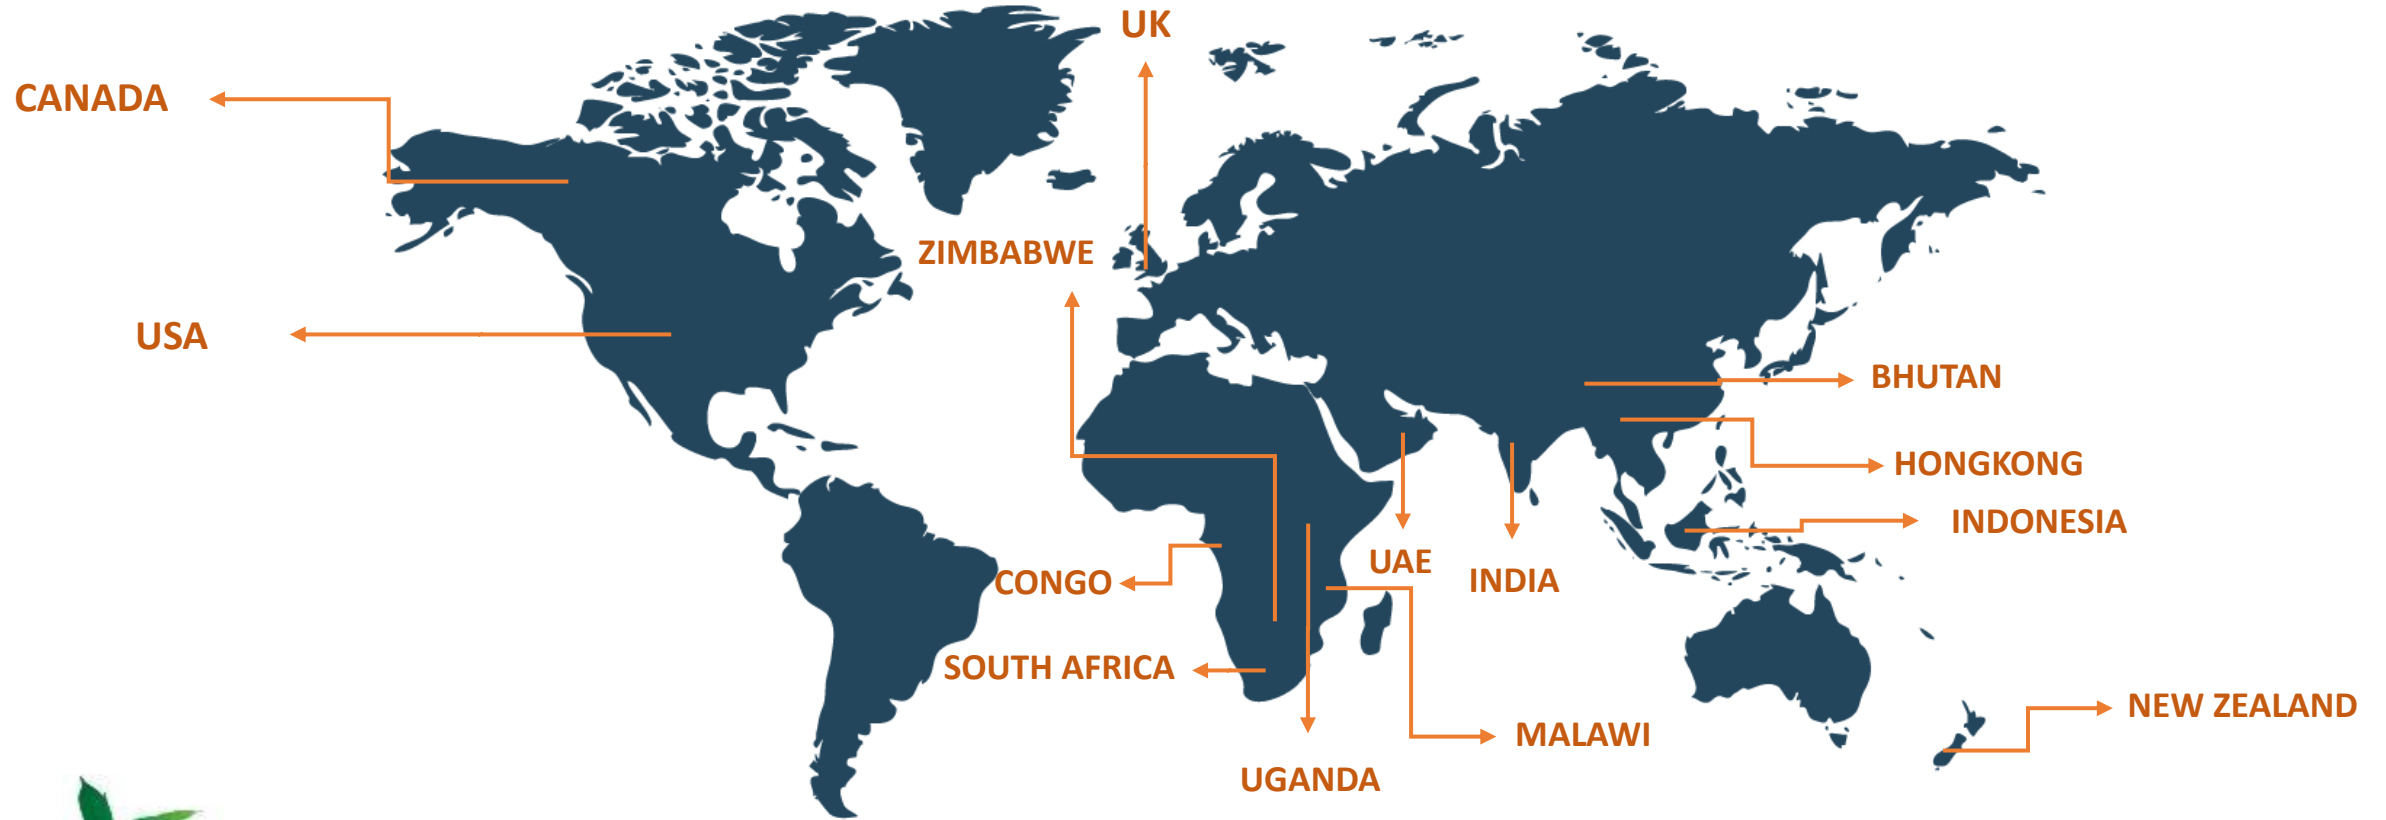 UK
CANADA
ZIMBABWE
USA
BHUTAN
HONGKONG
INDONESIA
UAE
INDIA
CONGO
SOUTH AFRICA
NEW ZEALAND
MALAWI
UGANDA